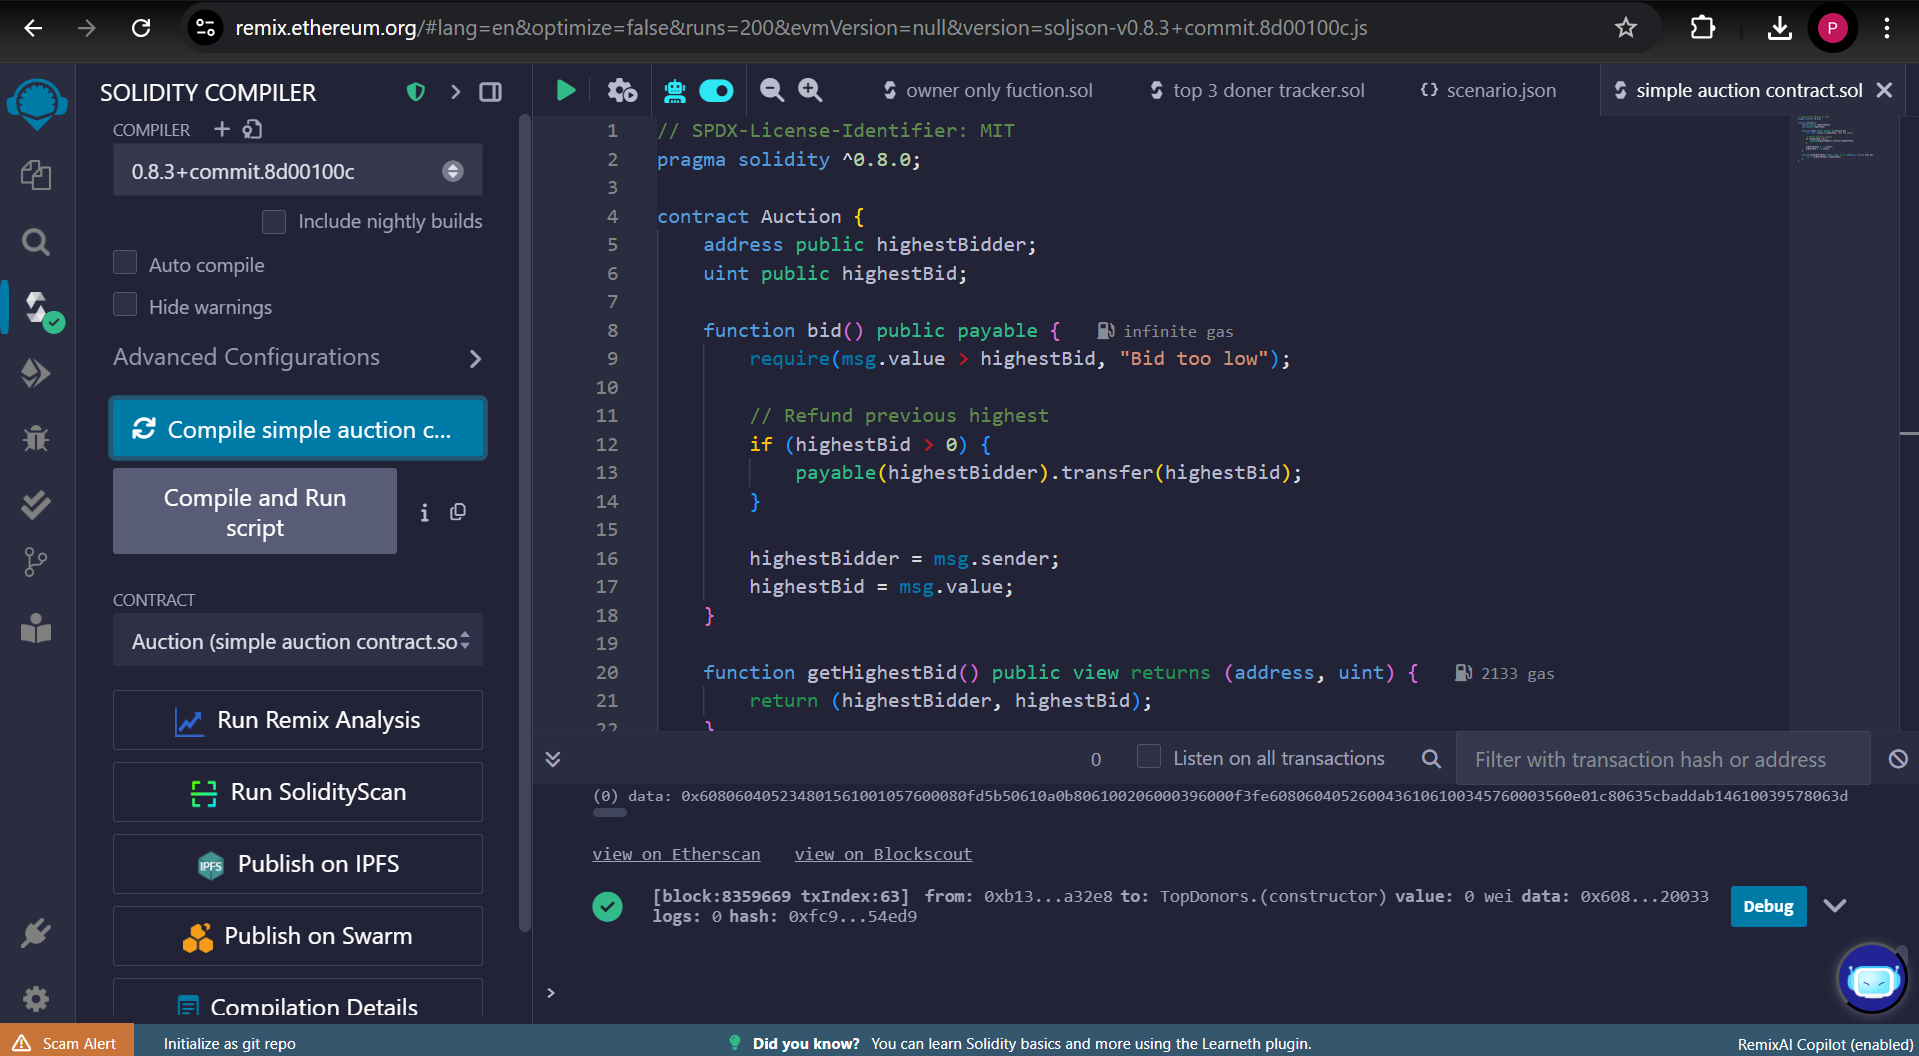 remix.ethereum.org/#lang=en&optimize=false&runs=200&evmVersion=null&version=soljson-v0.8.3+commit.8d00100c.js
P
SOLIDITY COMPILER
COMPILER
0.8.3+commit.8d00100c
Include nightly builds
Auto compile
Hide warnings
Advanced Configurations
Compile simple auction c...
Compile and Run
script
CONTRACT
Auction (simple auction contract.so
Run Remix Analysis
Run SolidityScan
IPFS
Publish on IPFS
Publish on Swarm
Compilation Details
owner only fuction.sol
top 3 doner tracker.sol
{} scenario.json
simple auction contract.sol
1 // SPDX-License-Identifier: MIT
2 pragma solidity ^0.8.0;
3
4 contract Auction {
5 address public highestBidder;
6 uint public highestBid;
7
8 function bid() public payable { infinite gas
9 require(msg.value > highestBid, "Bid too low");
10
11 // Refund previous highest
12 if (highestBid > 0) {
13 payable(highestBidder).transfer(highestBid);
14 }
15
16 highestBidder = msg.sender;
17 highestBid = msg.value;
18 }
19
20 function getHighestBid() public view returns (address, uint) { 2133 gas
21 return (highestBidder, highestBid);
22 }
0
Listen on all transactions
Filter with transaction hash or address
(0) data: 0x608060405234801561001057600080fd5b50610a0b806100206000396000f3fe608060405260043610610034576000356​0e01c80635cbaddab14610039578063d
view on Etherscan view on Blockscout
[block:8359669 txIndex:63] from: 0xb13...a32e8 to: TopDonors.(constructor) value: 0 wei data: 0x608...20033
logs: 0 hash: 0xfc9...54ed9
Debug
>
Scam Alert
Initialize as git repo
Did you know? You can learn Solidity basics and more using the Learneth plugin.
RemixAI Copilot (enabled)